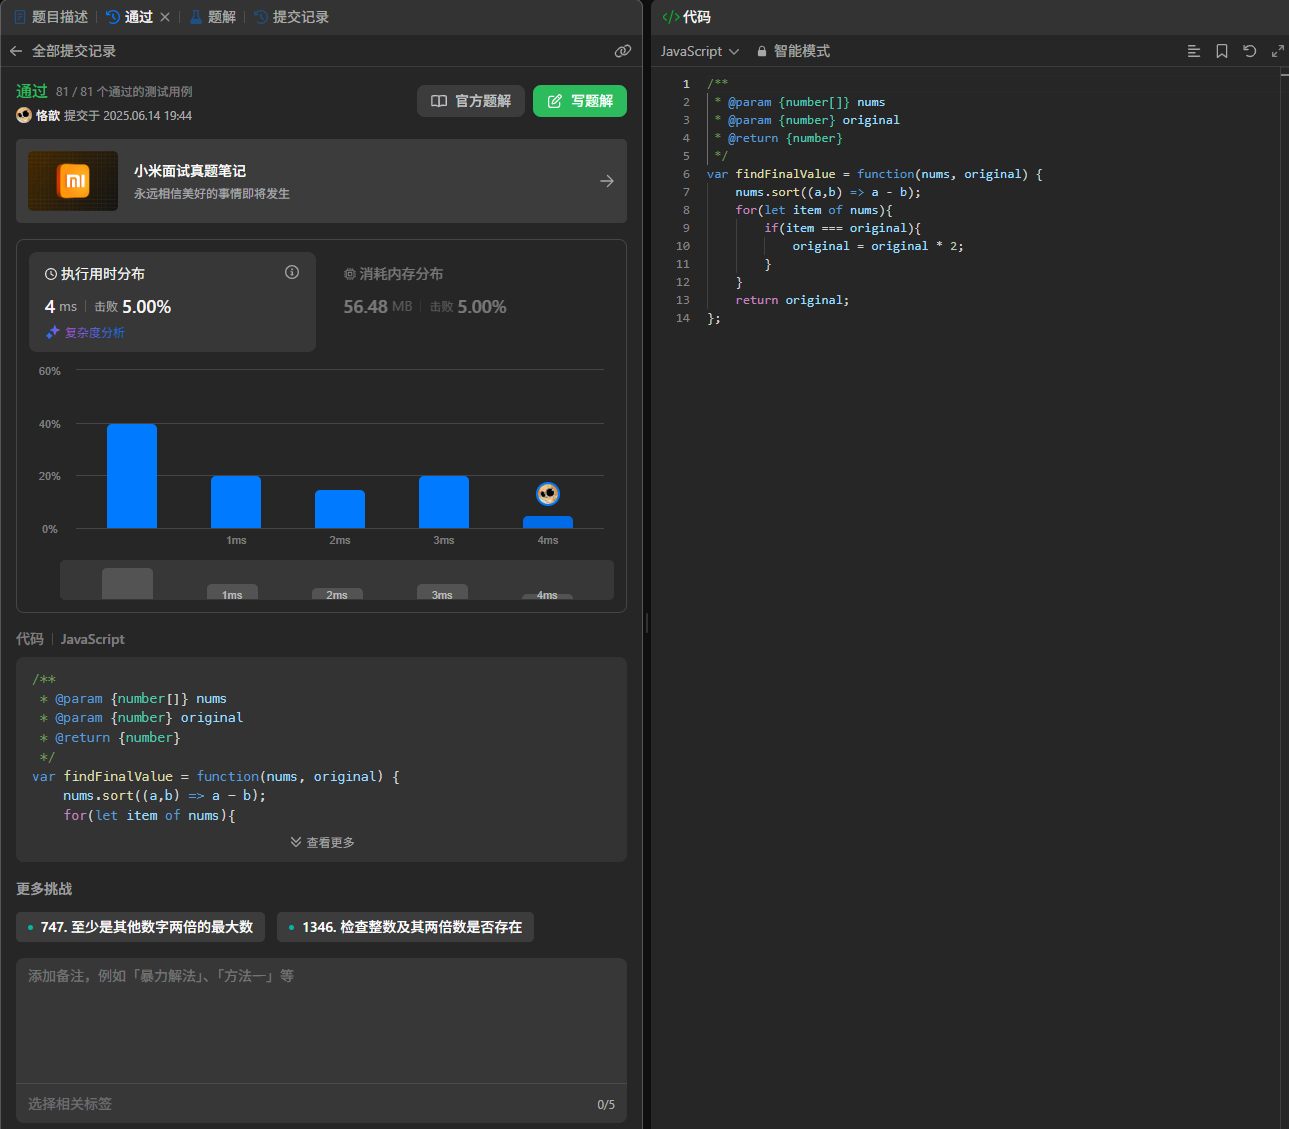 题目描述
通过
题解
提交记录
全部提交记录
通过 81 / 81 个通过的测试用例
官方题解
写题解
恪歆 提交于 2025.06.14 19:44
小米面试真题笔记
永远相信美好的事情即将发生
执行用时分布
4 ms 击败 5.00%
复杂度分析
消耗内存分布
56.48 MB 击败 5.00%
60%
40%
20%
0%
1ms
2ms
3ms
4ms
1ms
2ms
3ms
4ms
代码 JavaScript
/**
 * @param {number[]} nums
 * @param {number} original
 * @return {number}
 */
var findFinalValue = function(nums, original) {
    nums.sort((a,b) => a - b);
    for(let item of nums){
查看更多
更多挑战
747. 至少是其他数字两倍的最大数
1346. 检查整数及其两倍数是否存在
添加备注，例如「暴力解法」、「方法一」等
选择相关标签
0/5
</> 代码
JavaScript
智能模式
1 /**
2  * @param {number[]} nums
3  * @param {number} original
4  * @return {number}
5  */
6 var findFinalValue = function(nums, original) {
7     nums.sort((a,b) => a - b);
8     for(let item of nums){
9         if(item === original){
10             original = original * 2;
11         }
12     }
13     return original;
14 };